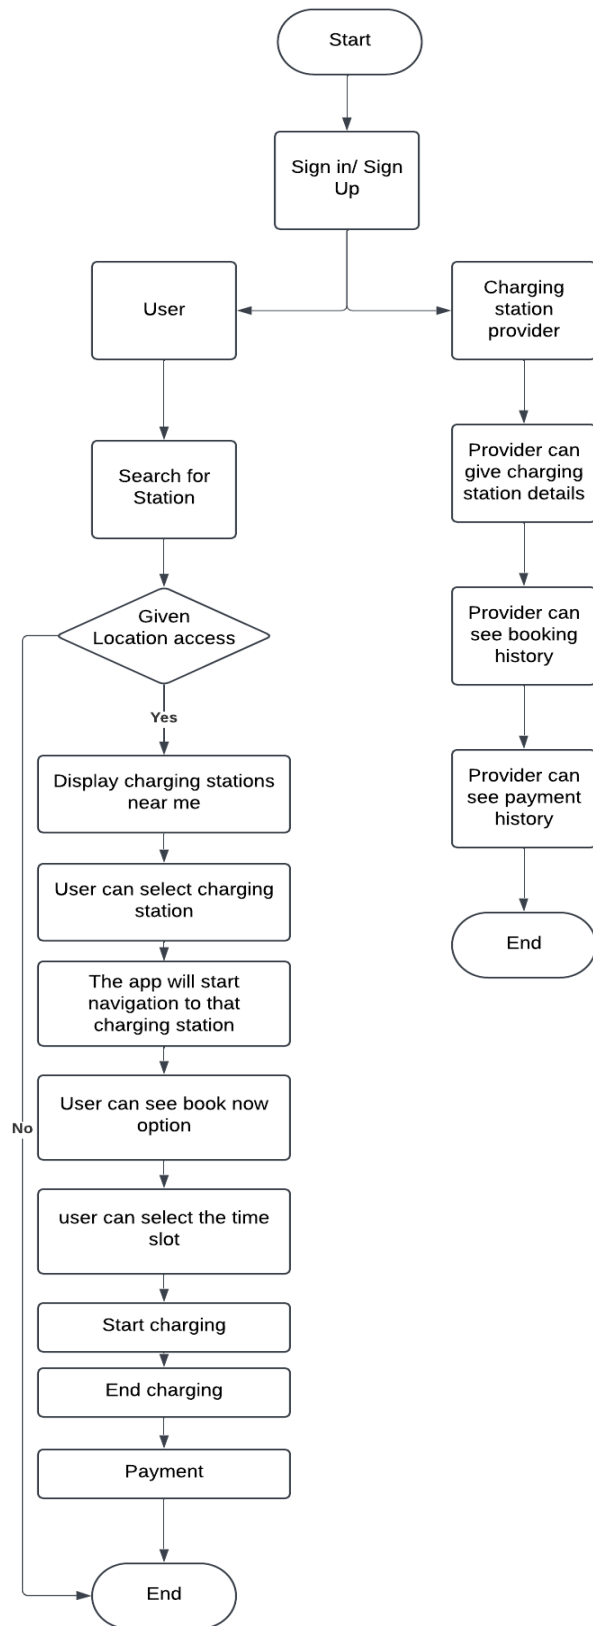 Start
Sign in/ Sign
Up
User
Charging
station
provider
Search for
Station
Provider can
give charging
station details
Given
Location access
Provider can
see booking
history
Yes
Display charging stations
near me
Provider can
see payment
history
User can select charging
station
End
The app will start
navigation to that
charging station
User can see book now
option
No
user can select the time
slot
Start charging
End charging
Payment
End